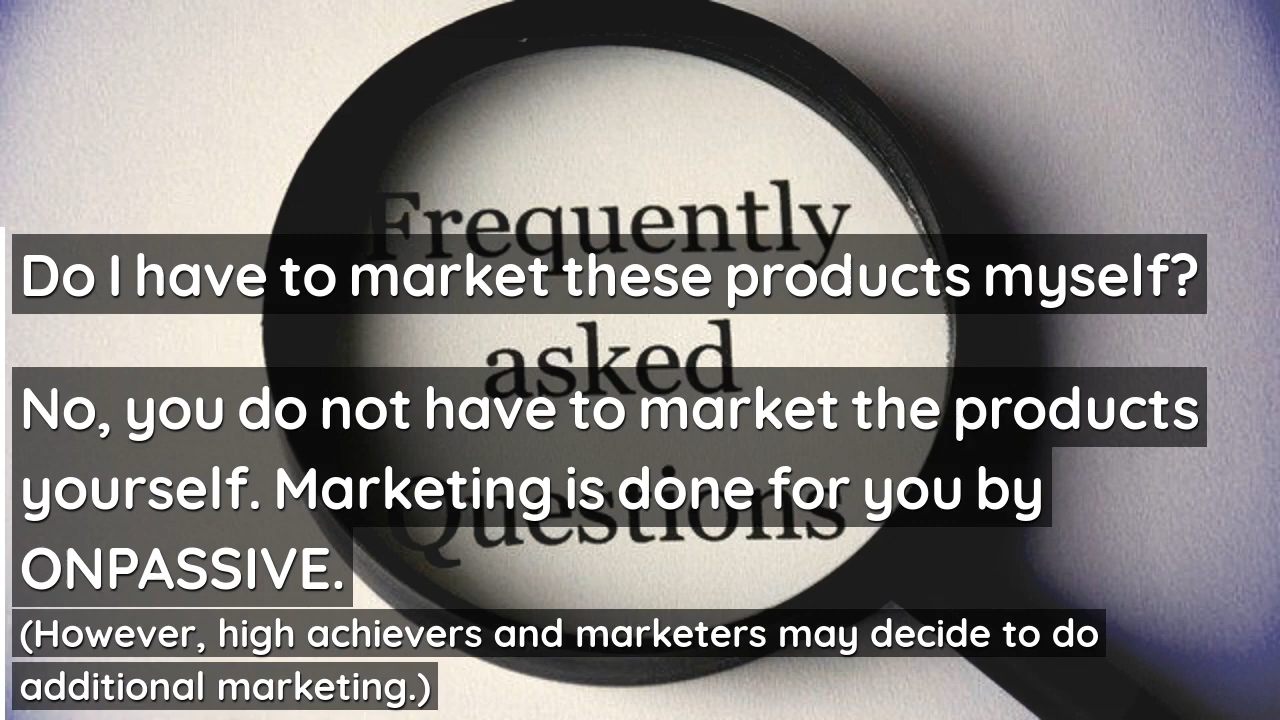 Frequently
Do I have to market these products myself?
asked
No, you do not have to market the products
yourself. Marketing is done for you by
Questions
ONPASSIVE.
(However, high achievers and marketers may decide to do
additional marketing.)